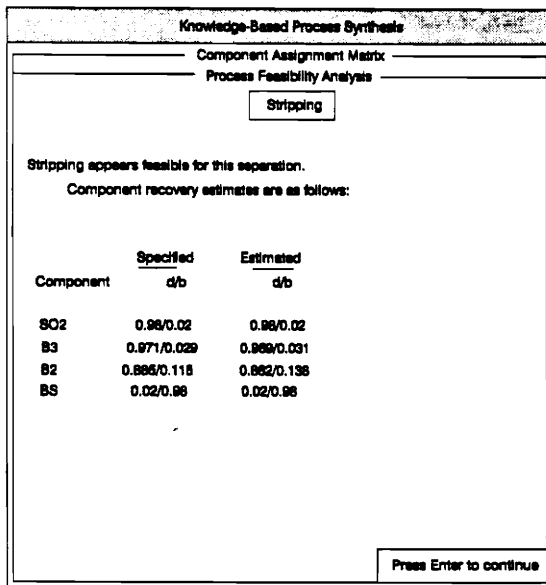 Knowledge-Based Process Synthesis
Component Assignment Matrix
Process Feasibility Analysis
Stripping
Stripping appears feasible for this separation.
Component recovery estimates are as follows:
Specified Estimated
Component d/b d/b
SO2 0.98/0.02 0.98/0.02
B3 0.971/0.029 0.969/0.031
B2 0.885/0.115 0.862/0.138
BS 0.02/0.98 0.02/0.98
Press Enter to continue